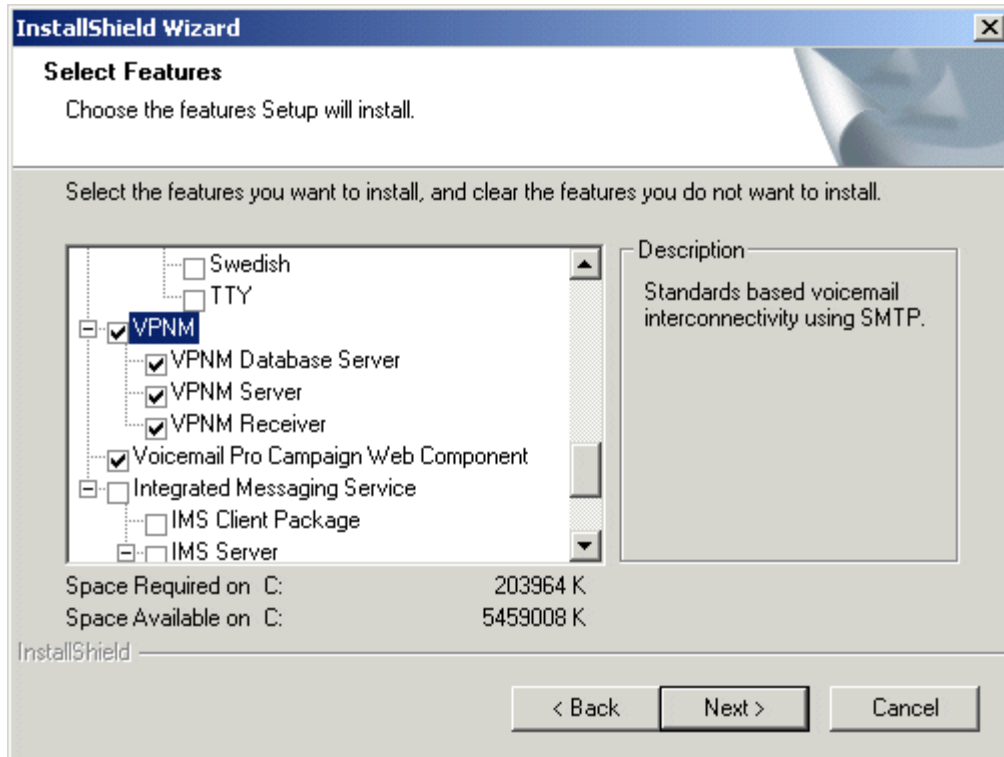 InstallShield Wizard
Select Features
Choose the features Setup will install.
Select the features you want to install, and clear the features you do not want to install.
Swedish
TTY
VPNM
VPNM Database Server
VPNM Server
VPNM Receiver
Voicemail Pro Campaign Web Component
Integrated Messaging Service
IMS Client Package
IMS Server
Description
Standards based voicemail
interconnectivity using SMTP.
Space Required on C: 203964 K
Space Available on C: 5459008 K
InstallShield
< Back Next > Cancel